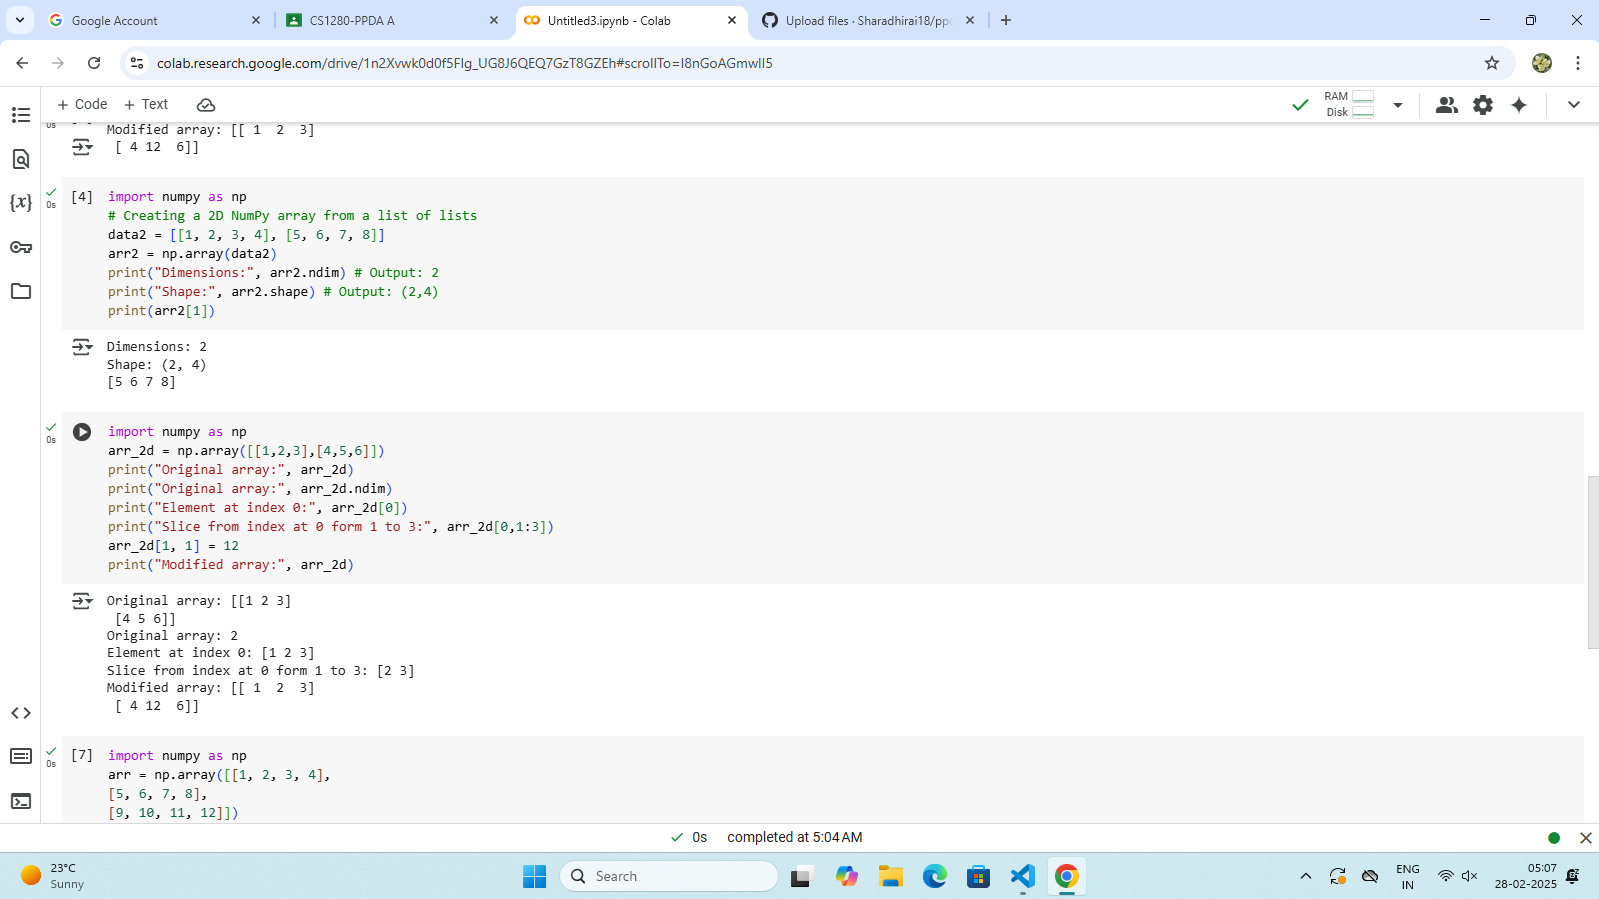 Google Account
CS1280-PPDA A
Untitled3.ipynb - Colab
Upload files · Sharadhirai18/ppd
colab.research.google.com/drive/1n2Xvwk0d0f5FIg_UG8J6QEQ7GzT8GZEh#scrollTo=I8nGoAGmwlI5
+ Code + Text
RAM
Disk
0s
Modified array: [[ 1  2  3]
 [ 4 12  6]]
0s
[4]
import numpy as np
# Creating a 2D NumPy array from a list of lists
data2 = [[1, 2, 3, 4], [5, 6, 7, 8]]
arr2 = np.array(data2)
print("Dimensions:", arr2.ndim) # Output: 2
print("Shape:", arr2.shape) # Output: (2,4)
print(arr2[1])
Dimensions: 2
Shape: (2, 4)
[5 6 7 8]
0s
import numpy as np
arr_2d = np.array([[1,2,3],[4,5,6]])
print("Original array:", arr_2d)
print("Original array:", arr_2d.ndim)
print("Element at index 0:", arr_2d[0])
print("Slice from index at 0 form 1 to 3:", arr_2d[0,1:3])
arr_2d[1, 1] = 12
print("Modified array:", arr_2d)
Original array: [[1 2 3]
 [4 5 6]]
Original array: 2
Element at index 0: [1 2 3]
Slice from index at 0 form 1 to 3: [2 3]
Modified array: [[ 1  2  3]
 [ 4 12  6]]
0s
[7]
import numpy as np
arr = np.array([[1, 2, 3, 4],
[5, 6, 7, 8],
[9, 10, 11, 12]])
{x}
0s completed at 5:04 AM
23°C
Sunny
Search
ENG
IN
05:07
28-02-2025